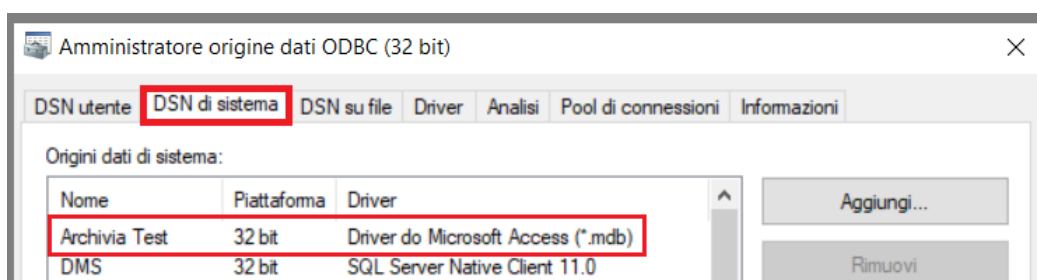 Amministratore origine dati ODBC (32 bit)
DSN utente DSN di sistema DSN su file Driver Analisi Pool di connessioni Informazioni
Origini dati di sistema:
Nome Piattaforma Driver
Aggiungi...
Archivia Test 32 bit Driver do Microsoft Access (*.mdb)
DMS 32 bit SQL Server Native Client 11.0
Rimuovi